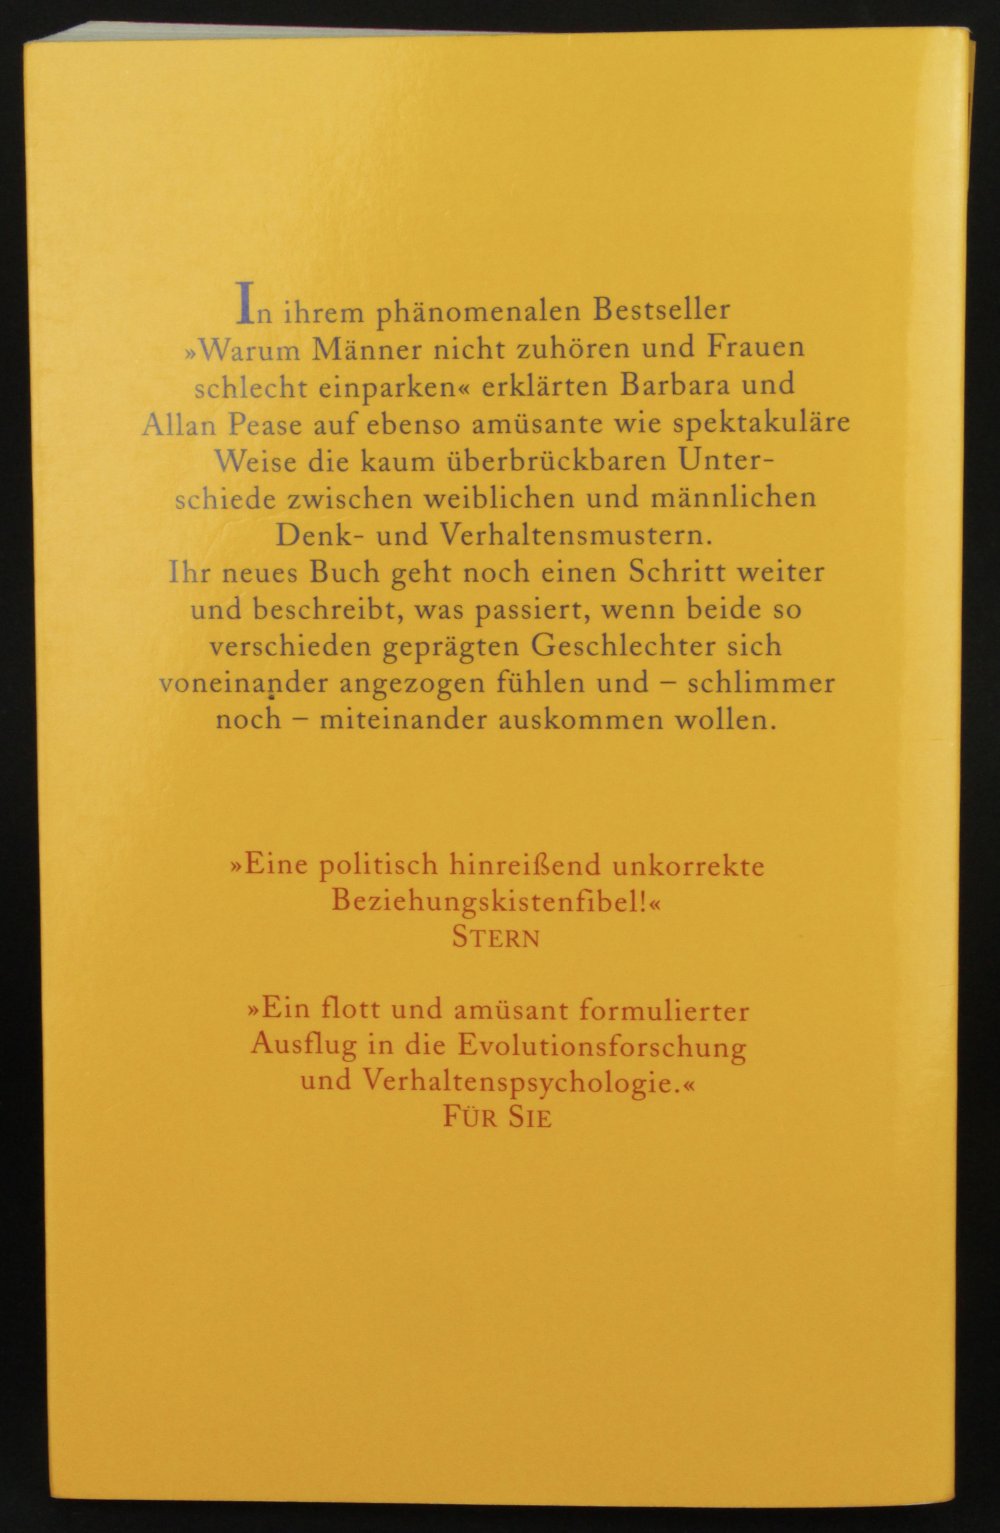 In ihrem phänomenalen Bestseller
»Warum Männer nicht zuhören und Frauen
schlecht einparken« erklärten Barbara und
Allan Pease auf ebenso amüsante wie spektakuläre
Weise die kaum überbrückbaren Unter-
schiede zwischen weiblichen und männlichen
Denk- und Verhaltensmustern.
Ihr neues Buch geht noch einen Schritt weiter
und beschreibt, was passiert, wenn beide so
verschieden geprägten Geschlechter sich
voneinander angezogen fühlen und – schlimmer
noch – miteinander auskommen wollen.
»Eine politisch hinreißend unkorrekte
Beziehungskistenfibel!«
STERN
»Ein flott und amüsant formulierter
Ausflug in die Evolutionsforschung
und Verhaltenspsychologie.«
FÜR SIE